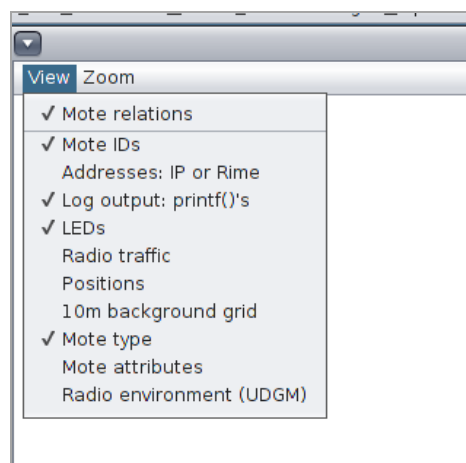 View Zoom
✓ Mote relations
✓ Mote IDs
Addresses: IP or Rime
✓ Log output: printf()'s
✓ LEDs
Radio traffic
Positions
10m background grid
✓ Mote type
Mote attributes
Radio environment (UDGM)